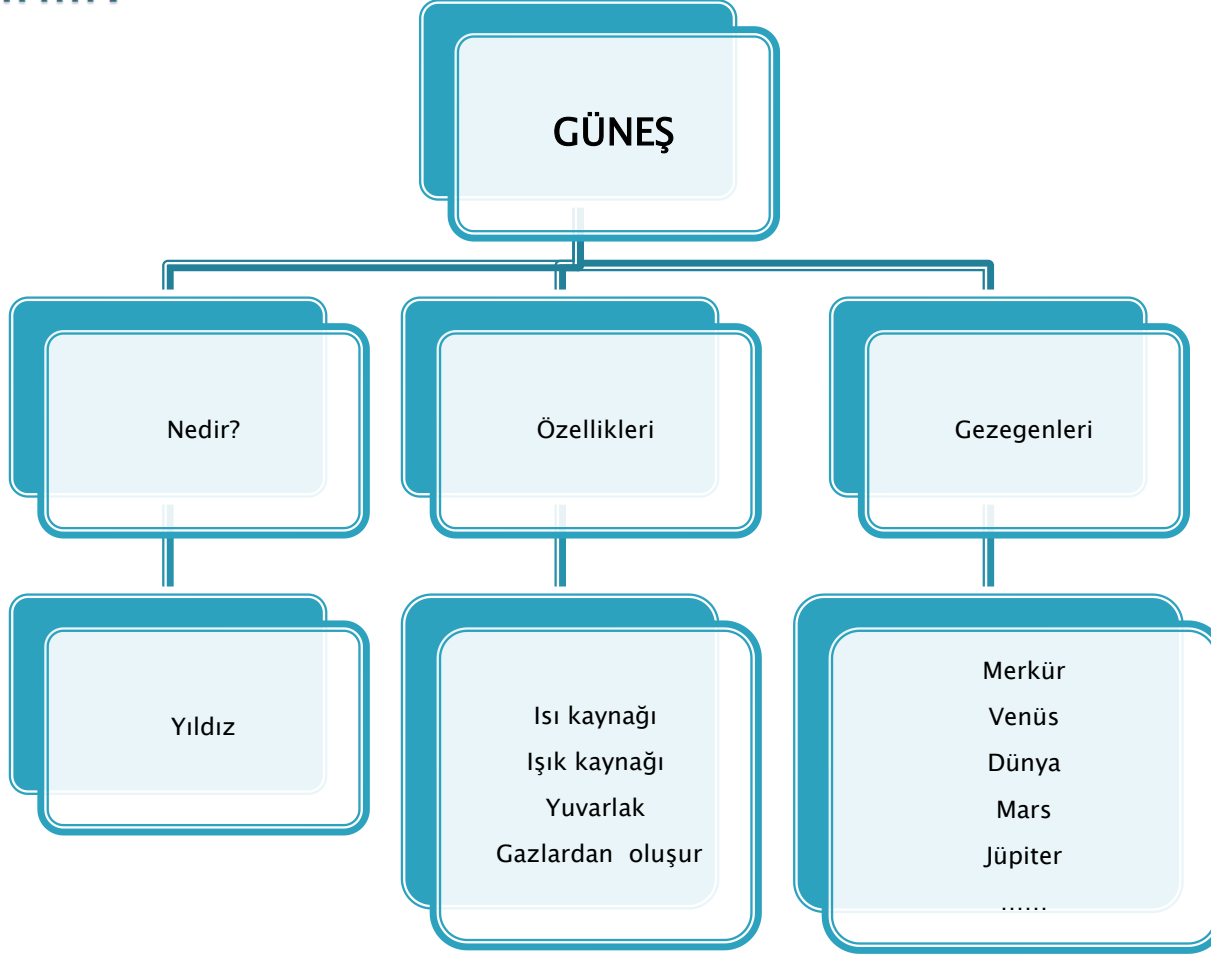 GÜNEŞ
Nedir?
Özellikleri
Gezegenleri
Yıldız
Isı kaynağı
Işık kaynağı
Yuvarlak
Gazlardan oluşur
Merkür
Venüs
Dünya
Mars
Jüpiter
......